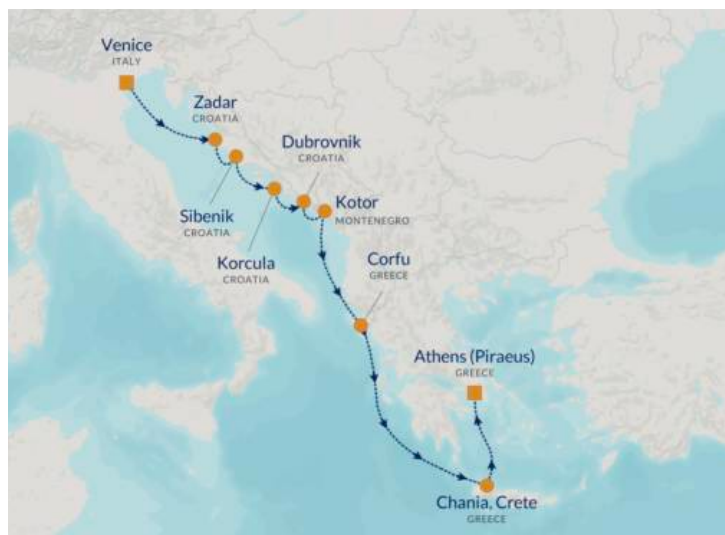 Venice
ITALY
Zadar
CROATIA
Dubrovnik
CROATIA
Sibenik
CROATIA
Kotor
MONTENEGRO
Korcula
CROATIA
Corfu
GREECE
Athens (Piraeus)
GREECE
Chania, Crete
GREECE